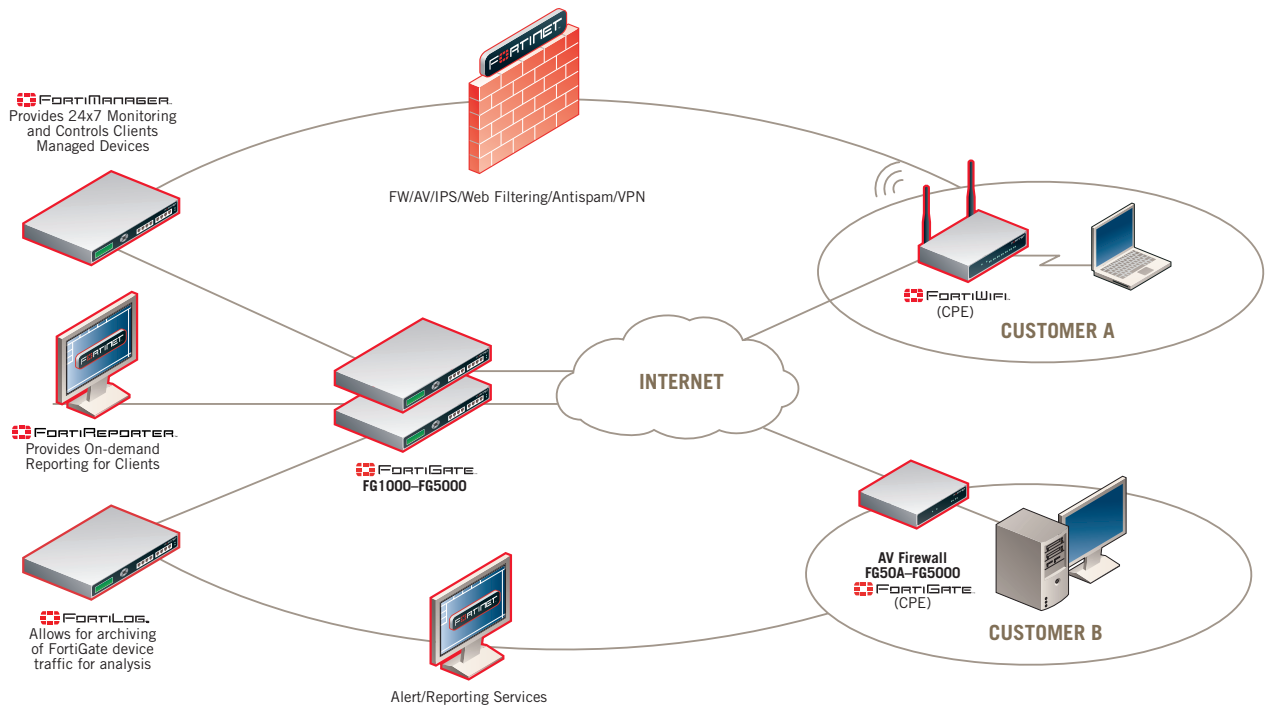 FORTINET
FORTIMANAGER.
Provides 24x7 Monitoring
and Controls Clients
Managed Devices
FW/AV/IPS/Web Filtering/Antispam/VPN
FORTIWIFI.
(CPE)
CUSTOMER A
FORTINET
FORTIREPORTER.
Provides On-demand
Reporting for Clients
FORTIGATE.
FG1000–FG5000
INTERNET
FORTILOG.
Allows for archiving
of FortiGate device
traffic for analysis
FORTINET
Alert/Reporting Services
AV Firewall
FG50A–FG5000
FORTIGATE.
(CPE)
CUSTOMER B